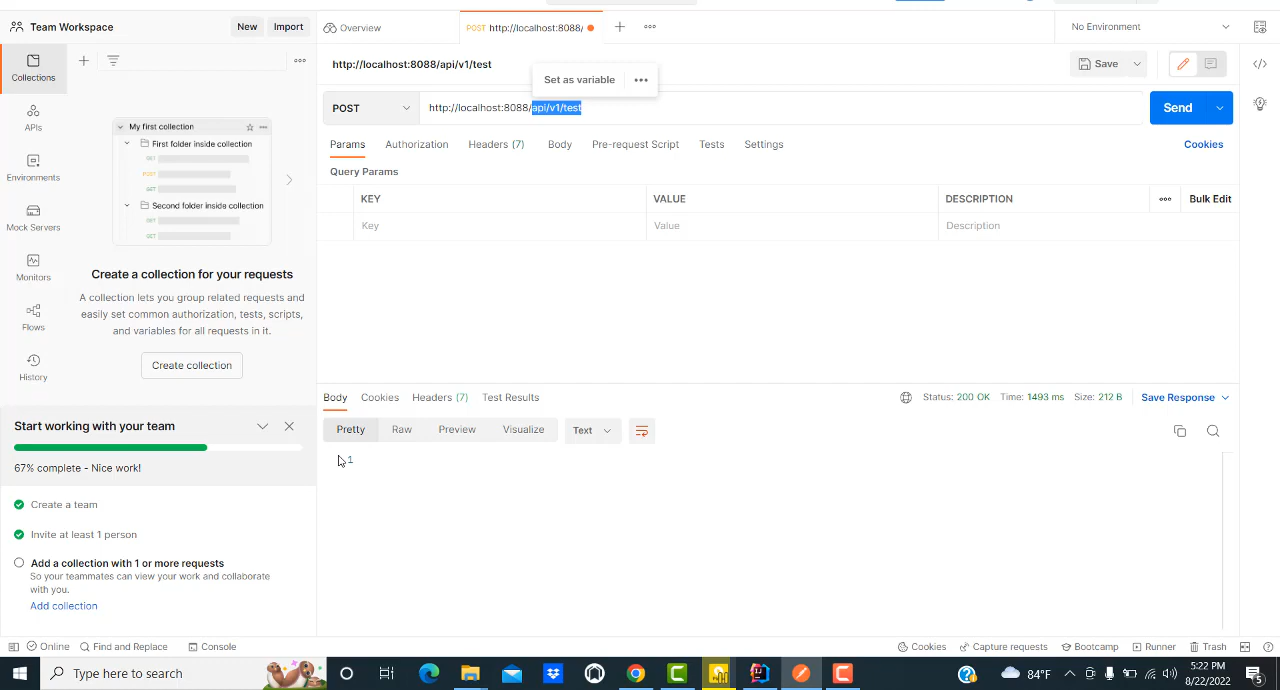 Team Workspace
New
Import
Overview
POST http://localhost:8088/
No Environment
http://localhost:8088/api/v1/test
Save
Set as variable
POST
http://localhost:8088/api/v1/test
Send
Params
Authorization
Headers (7)
Body
Pre-request Script
Tests
Settings
Cookies
Query Params
KEY
VALUE
DESCRIPTION
Bulk Edit
Key
Value
Description
Collections
APIs
Environments
Mock Servers
Monitors
Flows
History
My first collection
First folder inside collection
GET
POST
GET
Second folder inside collection
GET
GET
Create a collection for your requests
A collection lets you group related requests and
easily set common authorization, tests, scripts,
and variables for all requests in it.
Create collection
Body
Cookies
Headers (7)
Test Results
Status: 200 OK
Time: 1493 ms
Size: 212 B
Save Response
Pretty
Raw
Preview
Visualize
Text
1
Start working with your team
67% complete - Nice work!
Create a team
Invite at least 1 person
Add a collection with 1 or more requests
So your teammates can view your work and collaborate
with you.
Add collection
Online
Find and Replace
Console
Cookies
Capture requests
Bootcamp
Runner
Trash
Type here to search
84°F
5:22 PM
8/22/2022
5